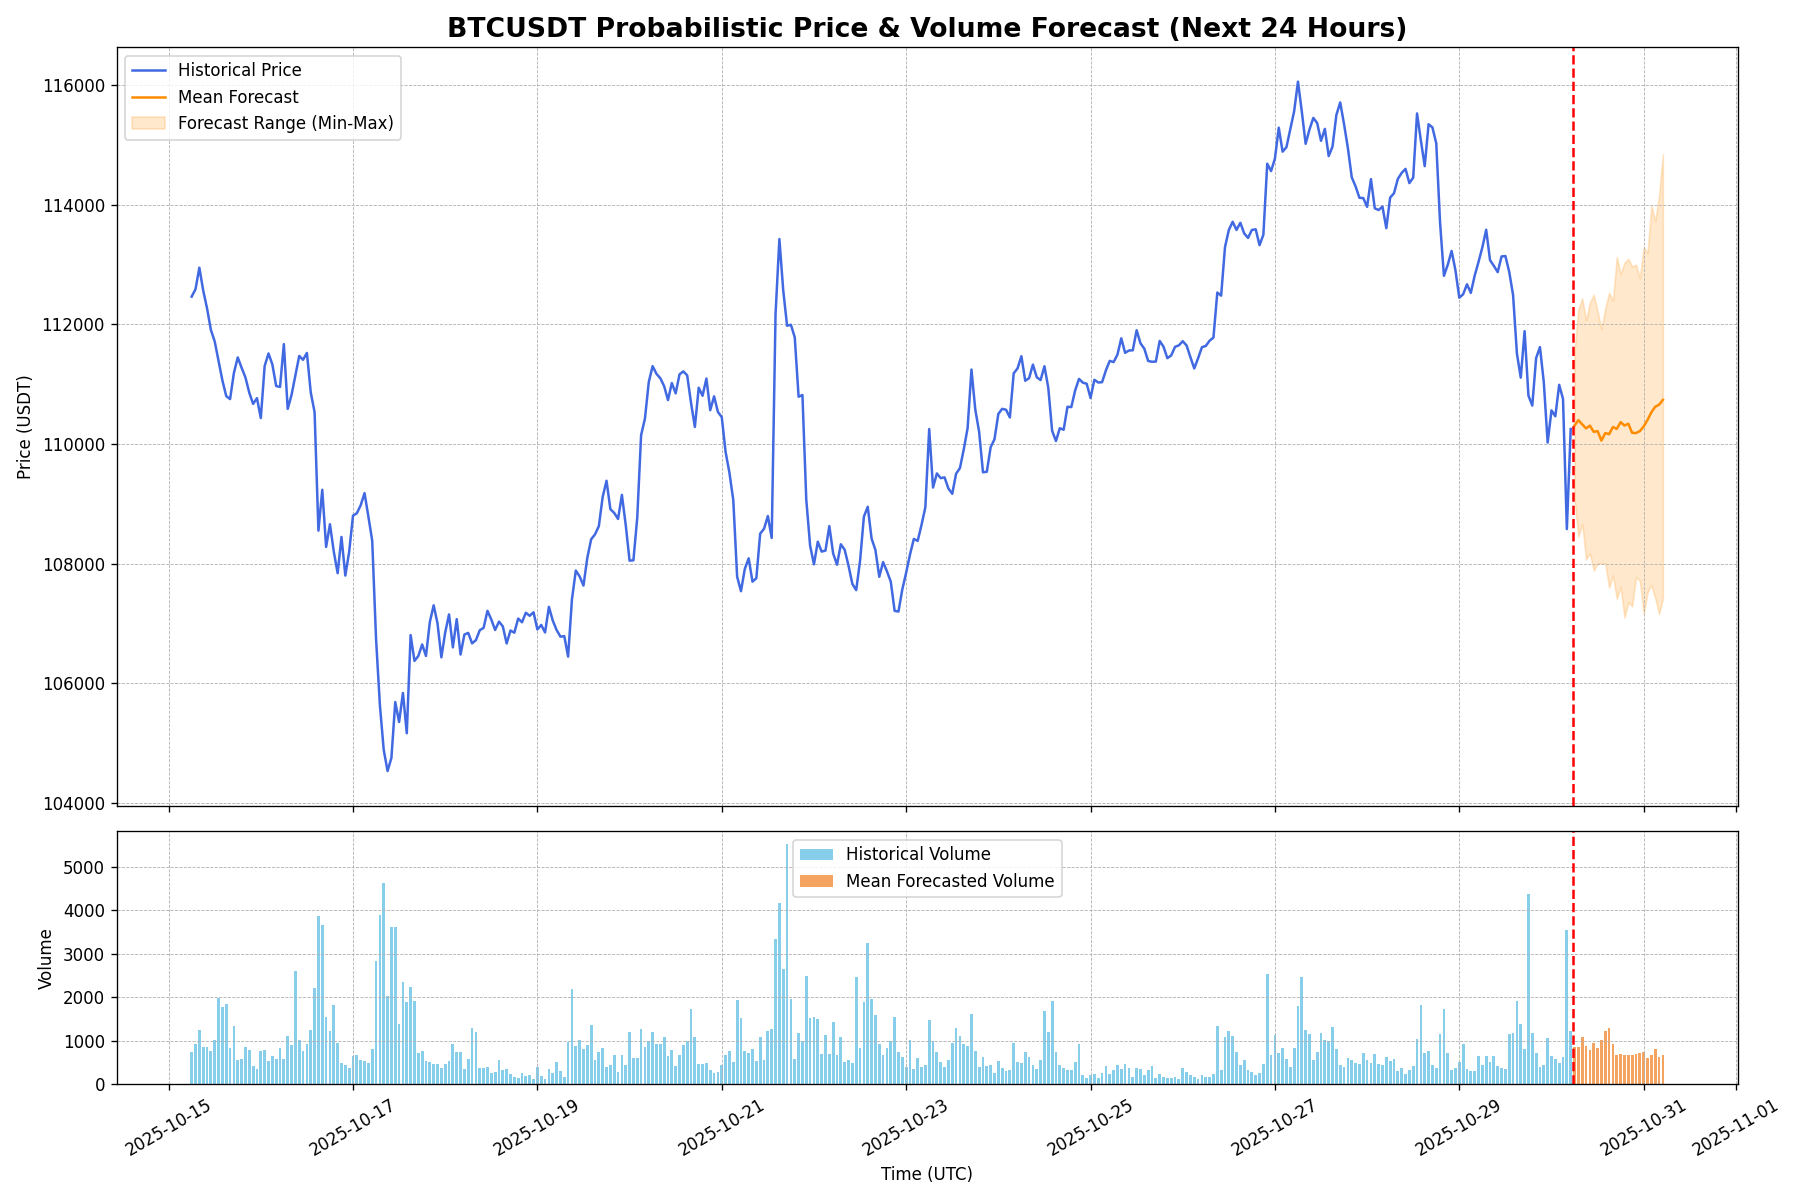 BTCUSDT Probabilistic Price & Volume Forecast (Next 24 Hours)
Historical Price
Mean Forecast
Forecast Range (Min-Max)
116000
114000
112000
110000
108000
106000
104000
Price (USDT)
Historical Volume
Mean Forecasted Volume
5000
4000
3000
2000
1000
0
Volume
2025-10-15
2025-10-17
2025-10-19
2025-10-21
2025-10-23
2025-10-25
2025-10-27
2025-10-29
2025-10-31
2025-11-01
Time (UTC)